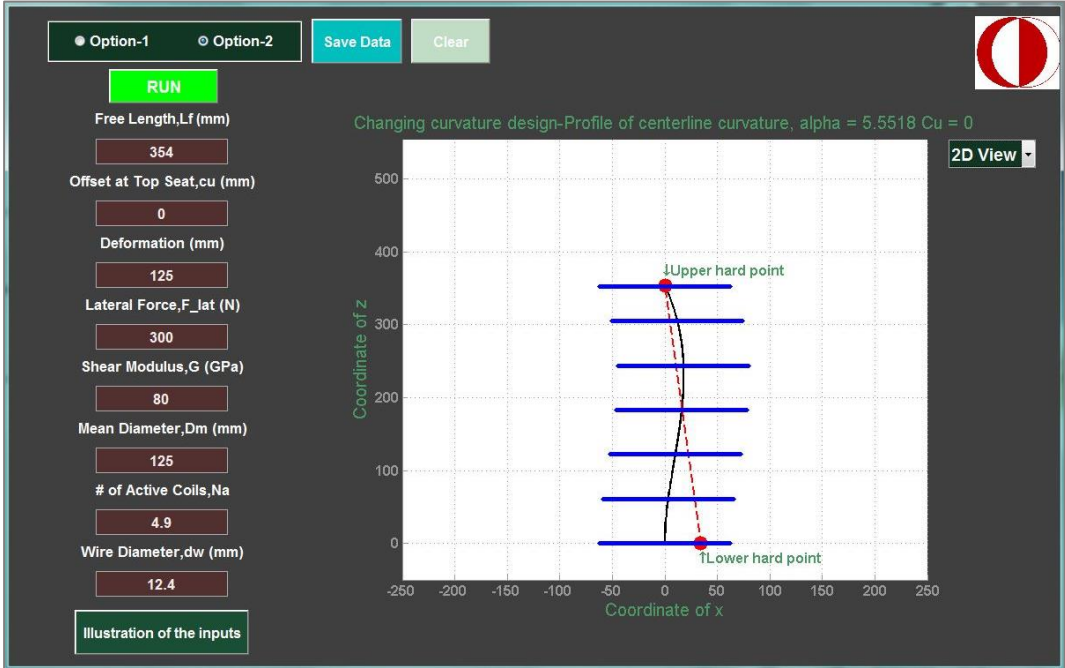 Option-1
Option-2
Save Data
Clear
RUN
Free Length,Lf (mm)
354
Offset at Top Seat,cu (mm)
0
Deformation (mm)
125
Lateral Force,F_lat (N)
300
Shear Modulus,G (GPa)
80
Mean Diameter,Dm (mm)
125
# of Active Coils,Na
4.9
Wire Diameter,dw (mm)
12.4
Illustration of the inputs
Changing curvature design-Profile of centerline curvature, alpha = 5.5518 Cu = 0
2D View
Coordinate of z
500
400
300
200
100
0
↓Upper hard point
↑Lower hard point
-250 -200 -150 -100 -50 0 50 100 150 200 250
Coordinate of x